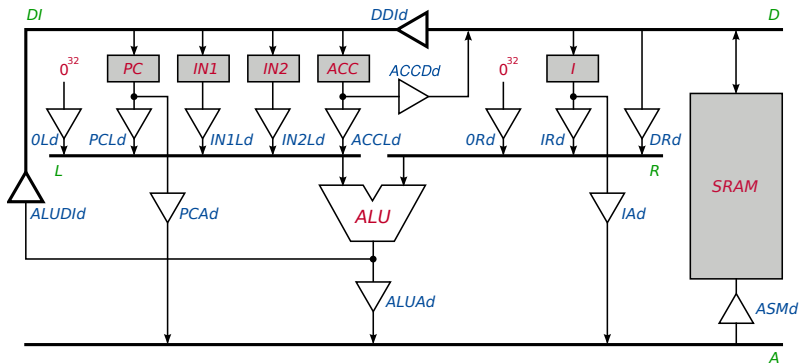 DI DDId D
0³² PC IN1 IN2 ACC ACCDd 0³² I
0Ld PCLd IN1Ld IN2Ld ACCLd 0Rd IRd DRd
L R
SRAM
ALUDId PCAd ALU IAd
ALUAd ASMd
A